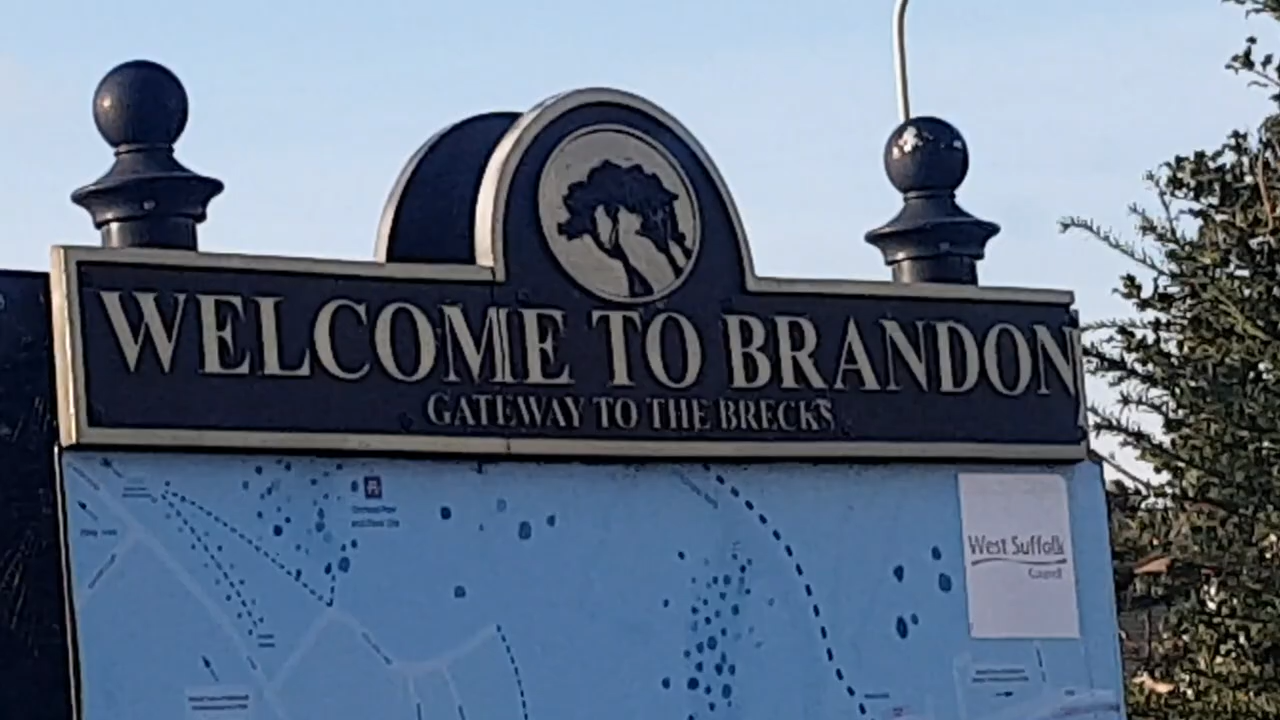 WELCOME TO BRANDON
GATEWAY TO THE BRECKS
West Suffolk
Council